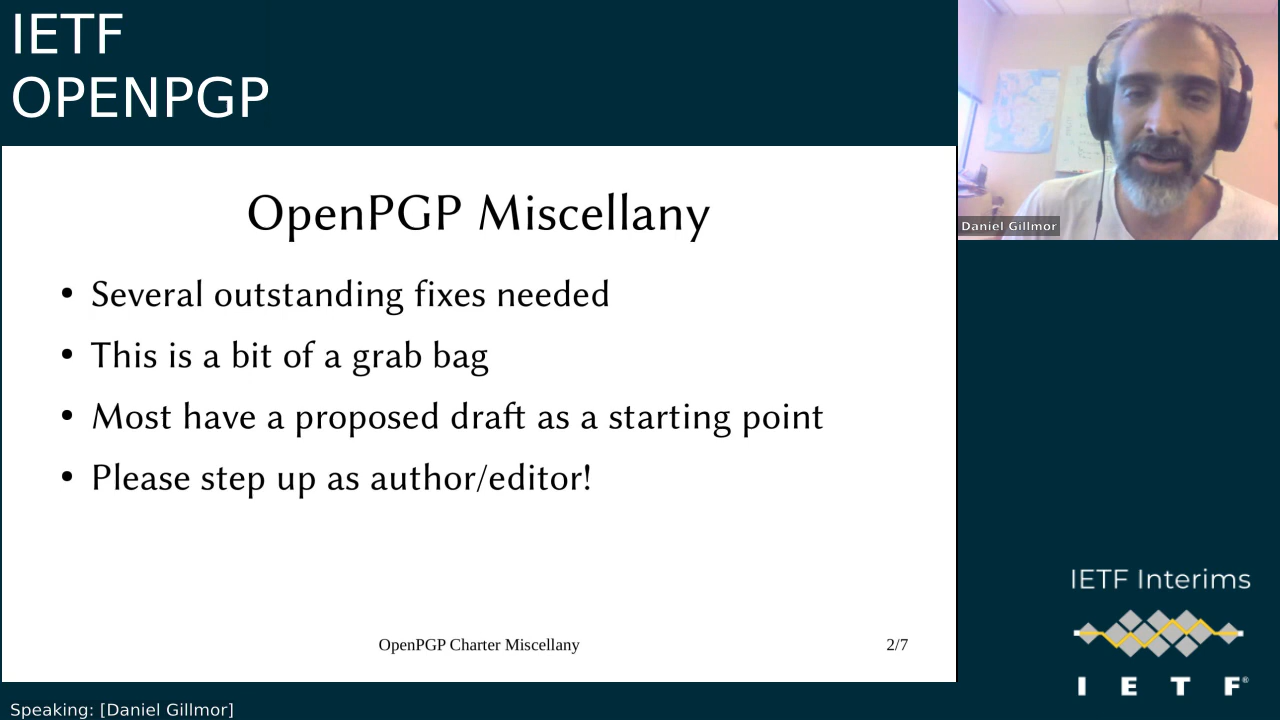 IETF
OPENPGP
OpenPGP Miscellany
• Several outstanding fixes needed
• This is a bit of a grab bag
• Most have a proposed draft as a starting point
• Please step up as author/editor!
OpenPGP Charter Miscellany
2/7
Daniel Gillmor
IETF Interims
I E T F®
Speaking: [Daniel Gillmor]